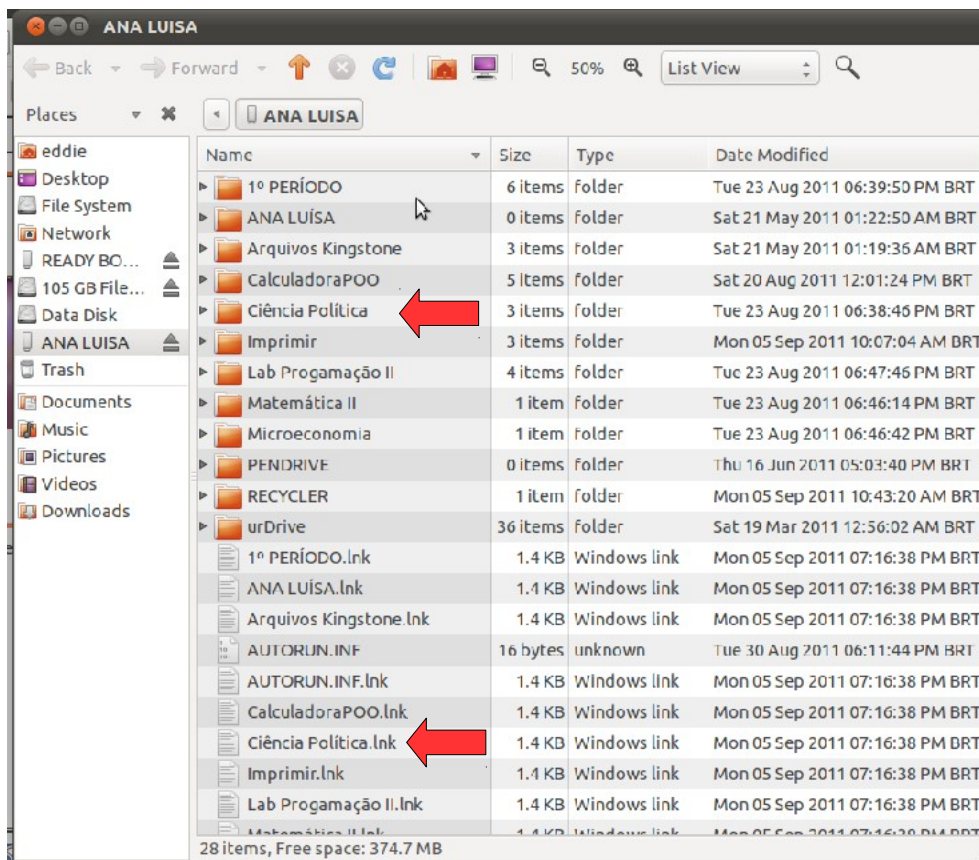 ANA LUISA
Back Forward 50% List View
Places ANA LUISA
eddie
Desktop
File System
Network
READY BO...
105 GB File...
Data Disk
ANA LUISA
Trash
Documents
Music
Pictures
Videos
Downloads
Name Size Type Date Modified
1º PERÍODO 6 items folder Tue 23 Aug 2011 06:39:50 PM BRT
ANA LUÍSA 0 items folder Sat 21 May 2011 01:22:50 AM BRT
Arquivos Kingstone 3 items folder Sat 21 May 2011 01:19:36 AM BRT
CalculadoraPOO 5 items folder Sat 20 Aug 2011 12:01:24 PM BRT
Ciência Política 3 items folder Tue 23 Aug 2011 06:38:46 PM BRT
Imprimir 3 items folder Mon 05 Sep 2011 10:07:04 AM BRT
Lab Progamação II 4 items folder Tue 23 Aug 2011 06:47:46 PM BRT
Matemática II 1 item folder Tue 23 Aug 2011 06:46:14 PM BRT
Microeconomia 1 item folder Tue 23 Aug 2011 06:46:42 PM BRT
PENDRIVE 0 items folder Thu 16 Jun 2011 05:03:40 PM BRT
RECYCLER 1 item folder Mon 05 Sep 2011 10:43:20 AM BRT
urDrive 36 items folder Sat 19 Mar 2011 12:56:02 AM BRT
1º PERÍODO.lnk 1.4 KB Windows link Mon 05 Sep 2011 07:16:38 PM BRT
ANA LUÍSA.lnk 1.4 KB Windows link Mon 05 Sep 2011 07:16:38 PM BRT
Arquivos Kingstone.lnk 1.4 KB Windows link Mon 05 Sep 2011 07:16:38 PM BRT
AUTORUN.INF 16 bytes unknown Tue 30 Aug 2011 06:11:44 PM BRT
AUTORUN.INF.lnk 1.4 KB Windows link Mon 05 Sep 2011 07:16:38 PM BRT
CalculadoraPOO.lnk 1.4 KB Windows link Mon 05 Sep 2011 07:16:38 PM BRT
Ciência Política.lnk 1.4 KB Windows link Mon 05 Sep 2011 07:16:38 PM BRT
Imprimir.lnk 1.4 KB Windows link Mon 05 Sep 2011 07:16:38 PM BRT
Lab Progamação II.lnk 1.4 KB Windows link Mon 05 Sep 2011 07:16:38 PM BRT
Matemática II.lnk 1.4 KB Windows link Mon 05 Sep 2011 07:16:38 PM BRT
28 items, Free space: 374.7 MB